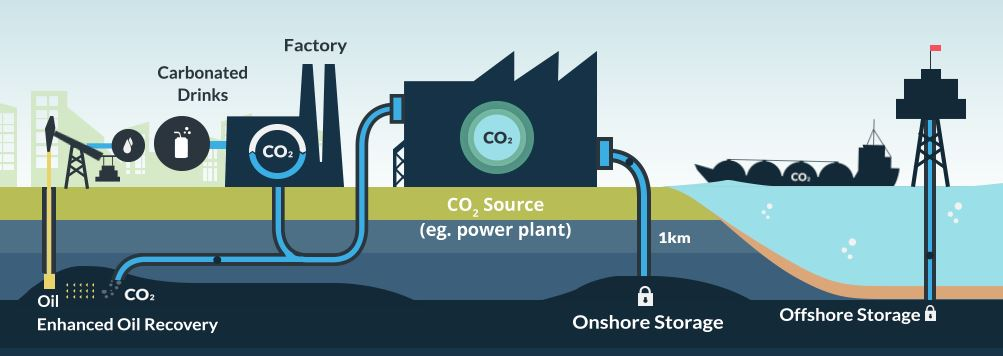 Factory
Carbonated
Drinks
CO₂
CO₂
CO₂
CO₂ Source
(eg. power plant)
1km
CO₂
Oil
Enhanced Oil Recovery
Onshore Storage
Offshore Storage